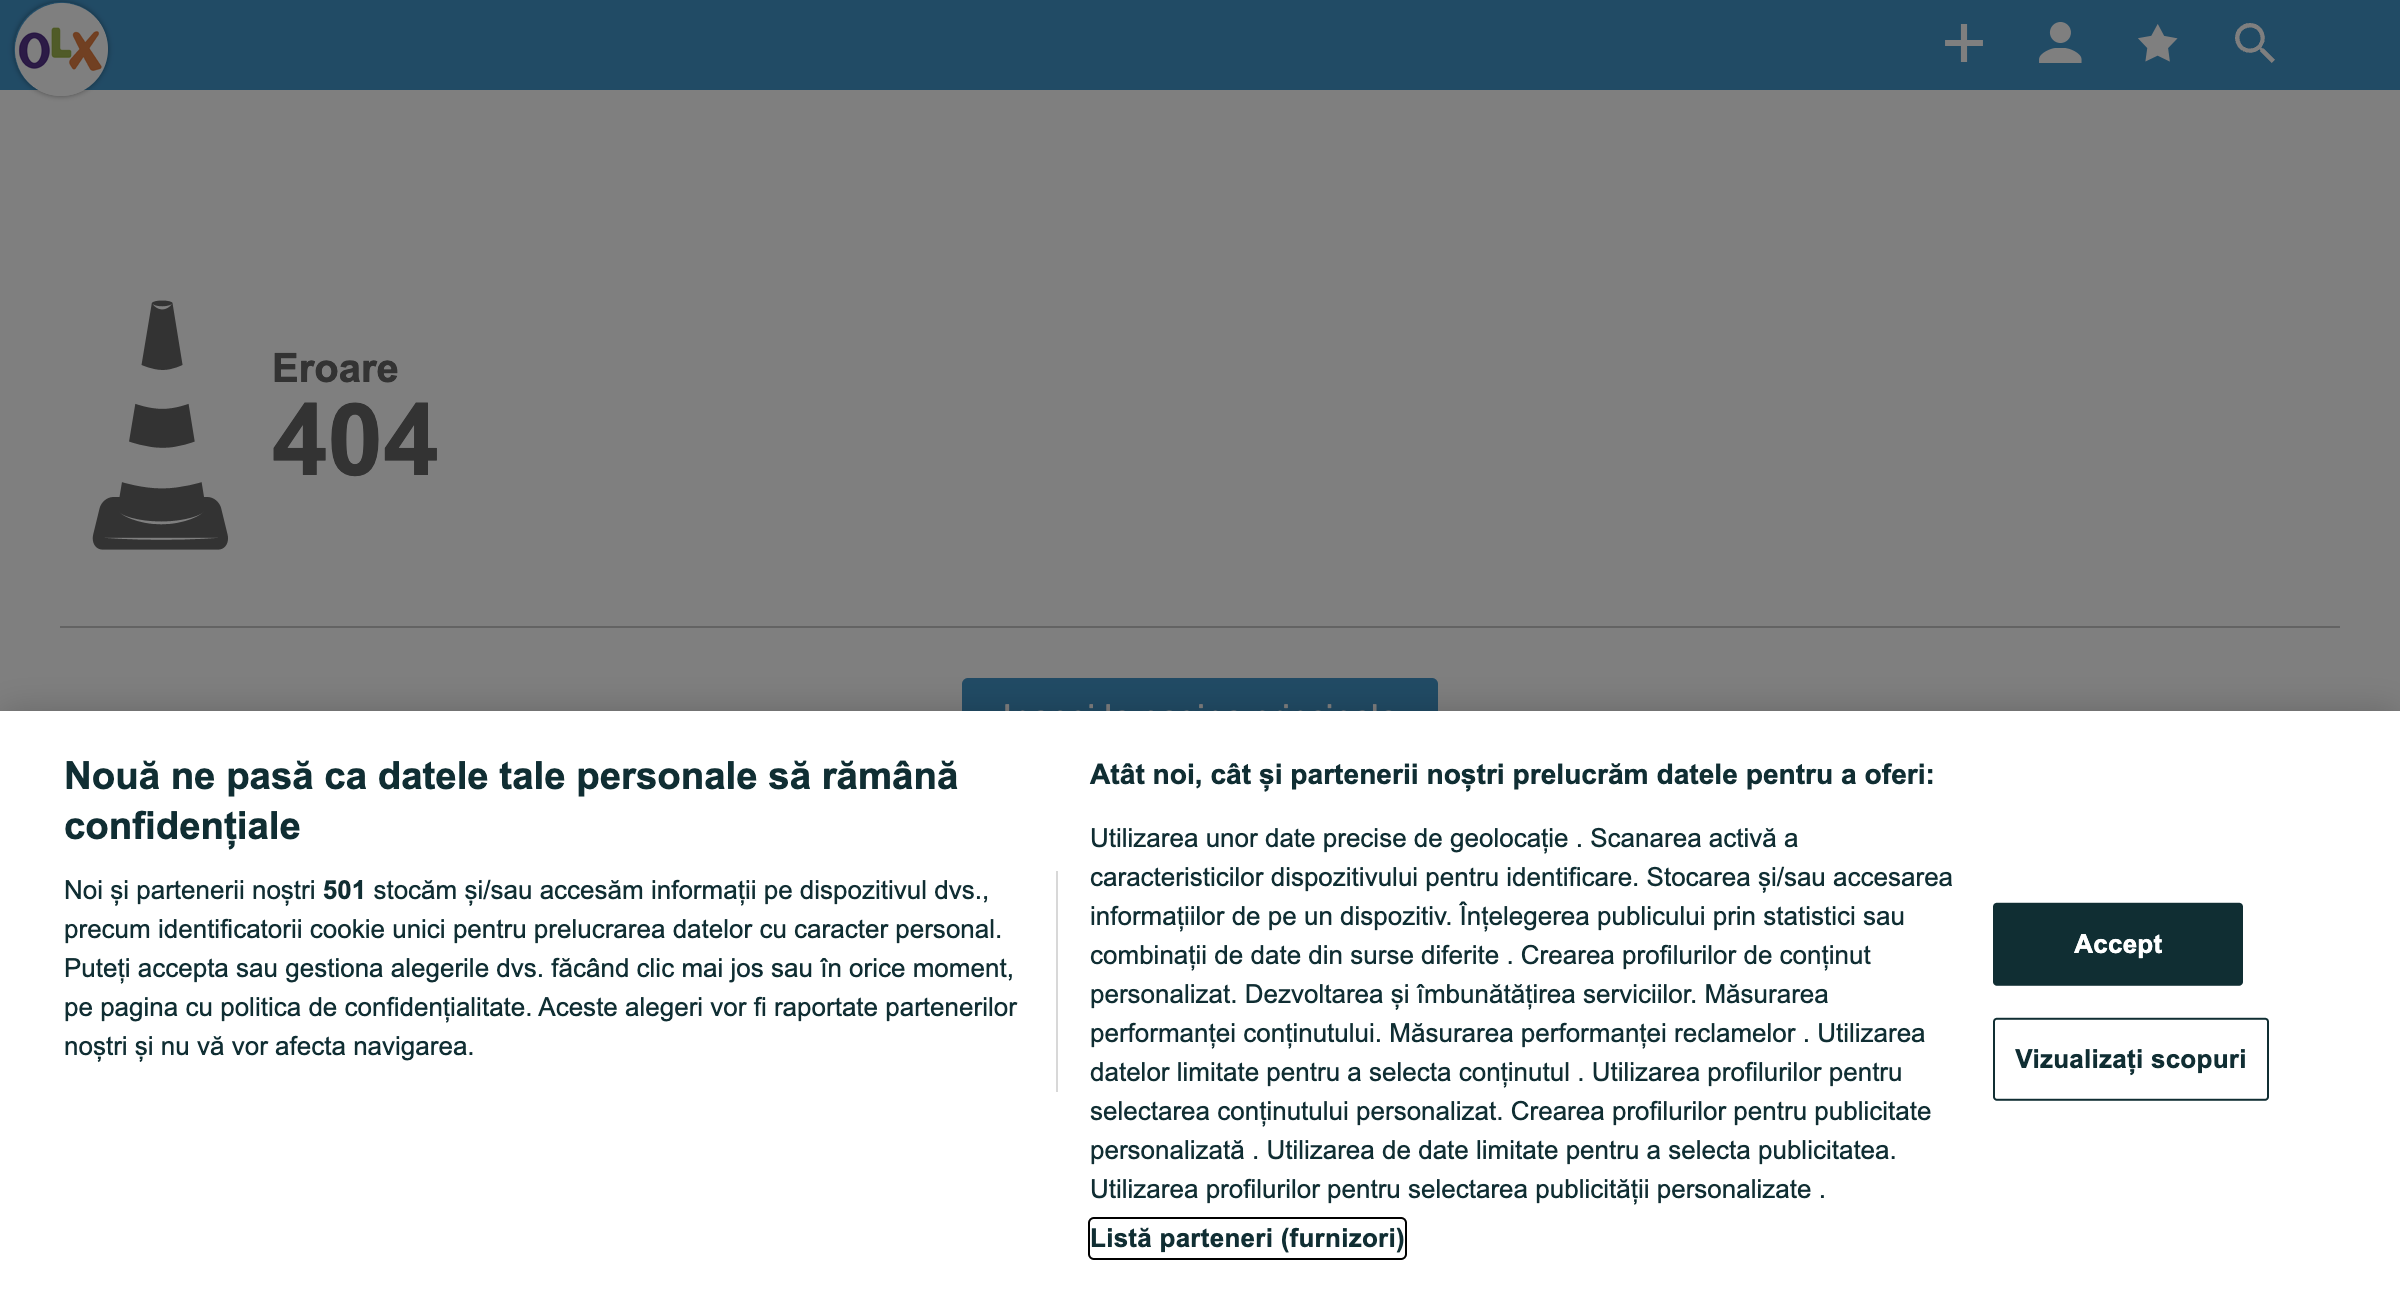 OLX
Eroare
404
Nouă ne pasă ca datele tale personale să rămână
confidențiale
Noi și partenerii noștri 501 stocăm și/sau accesăm informații pe dispozitivul dvs.,
precum identificatorii cookie unici pentru prelucrarea datelor cu caracter personal.
Puteți accepta sau gestiona alegerile dvs. făcând clic mai jos sau în orice moment,
pe pagina cu politica de confidențialitate. Aceste alegeri vor fi raportate partenerilor
noștri și nu vă vor afecta navigarea.
Atât noi, cât și partenerii noștri prelucrăm datele pentru a oferi:
Utilizarea unor date precise de geolocație . Scanarea activă a
caracteristicilor dispozitivului pentru identificare. Stocarea și/sau accesarea
informațiilor de pe un dispozitiv. Înțelegerea publicului prin statistici sau
combinații de date din surse diferite . Crearea profilurilor de conținut
personalizat. Dezvoltarea și îmbunătățirea serviciilor. Măsurarea
performanței conținutului. Măsurarea performanței reclamelor . Utilizarea
datelor limitate pentru a selecta conținutul . Utilizarea profilurilor pentru
selectarea conținutului personalizat. Crearea profilurilor pentru publicitate
personalizată . Utilizarea de date limitate pentru a selecta publicitatea.
Utilizarea profilurilor pentru selectarea publicității personalizate .
Listă parteneri (furnizori)
Accept
Vizualizați scopuri